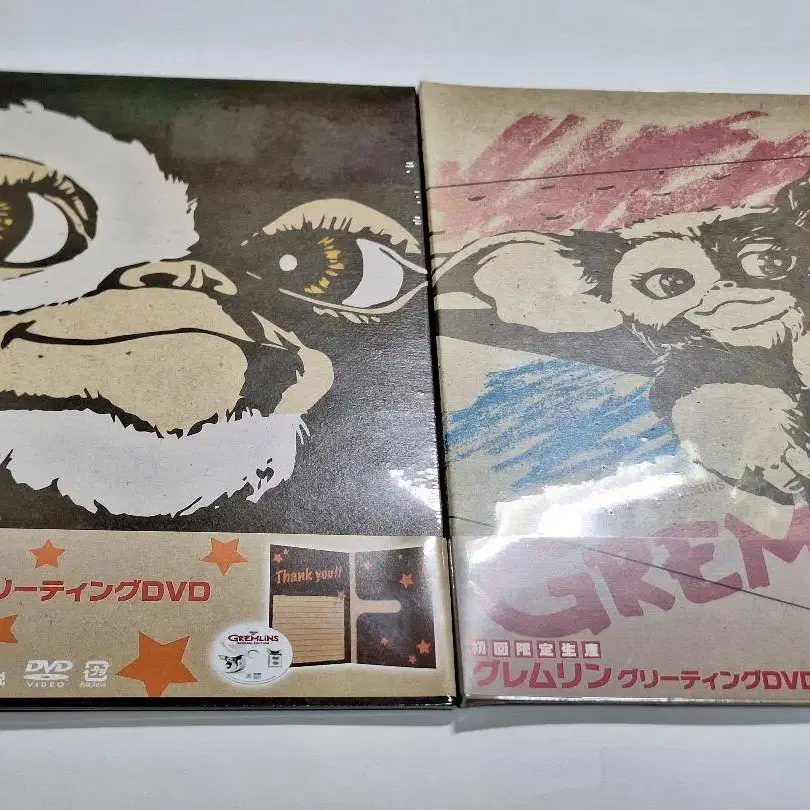 リーティングDVD
Thank you!!
GREMLINS
DVD
VIDEO
GREM
初回限定生産
グレムリン グリーティングDVD